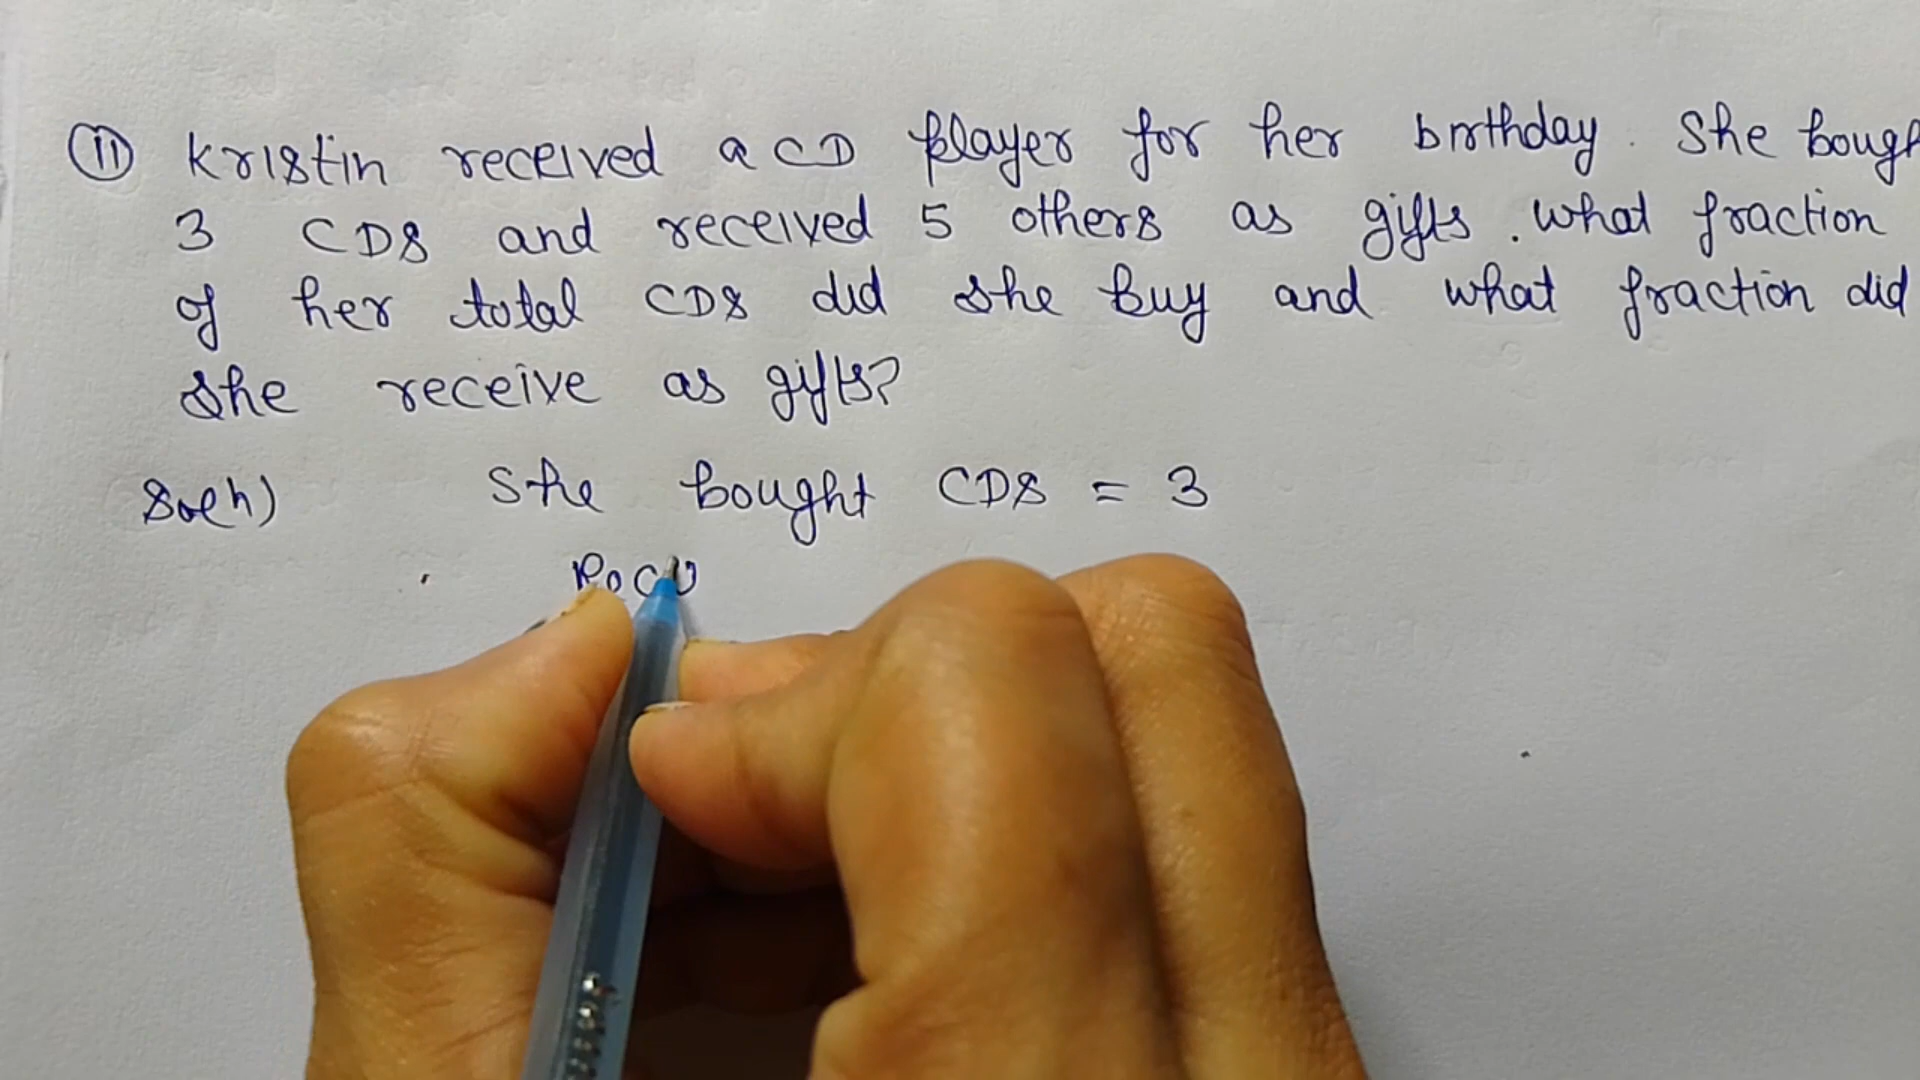 (11) Kristin received a CD player for her birthday. She bough
3 CDs and received 5 others as gifts. what fraction
of her total CDs did she buy and what fraction did
she receive as gifts?
Soln) She bought CDs = 3